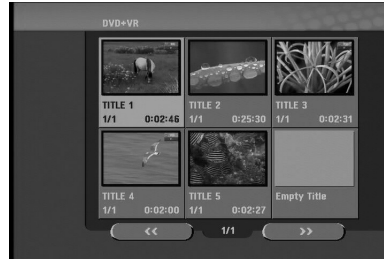 DVD+VR
TITLE 1
1/1 0:02:46
TITLE 2
1/1 0:25:30
TITLE 3
1/1 0:02:31
TITLE 4
1/1 0:02:00
TITLE 5
1/1 0:02:27
Empty Title
<< 1/1 >>